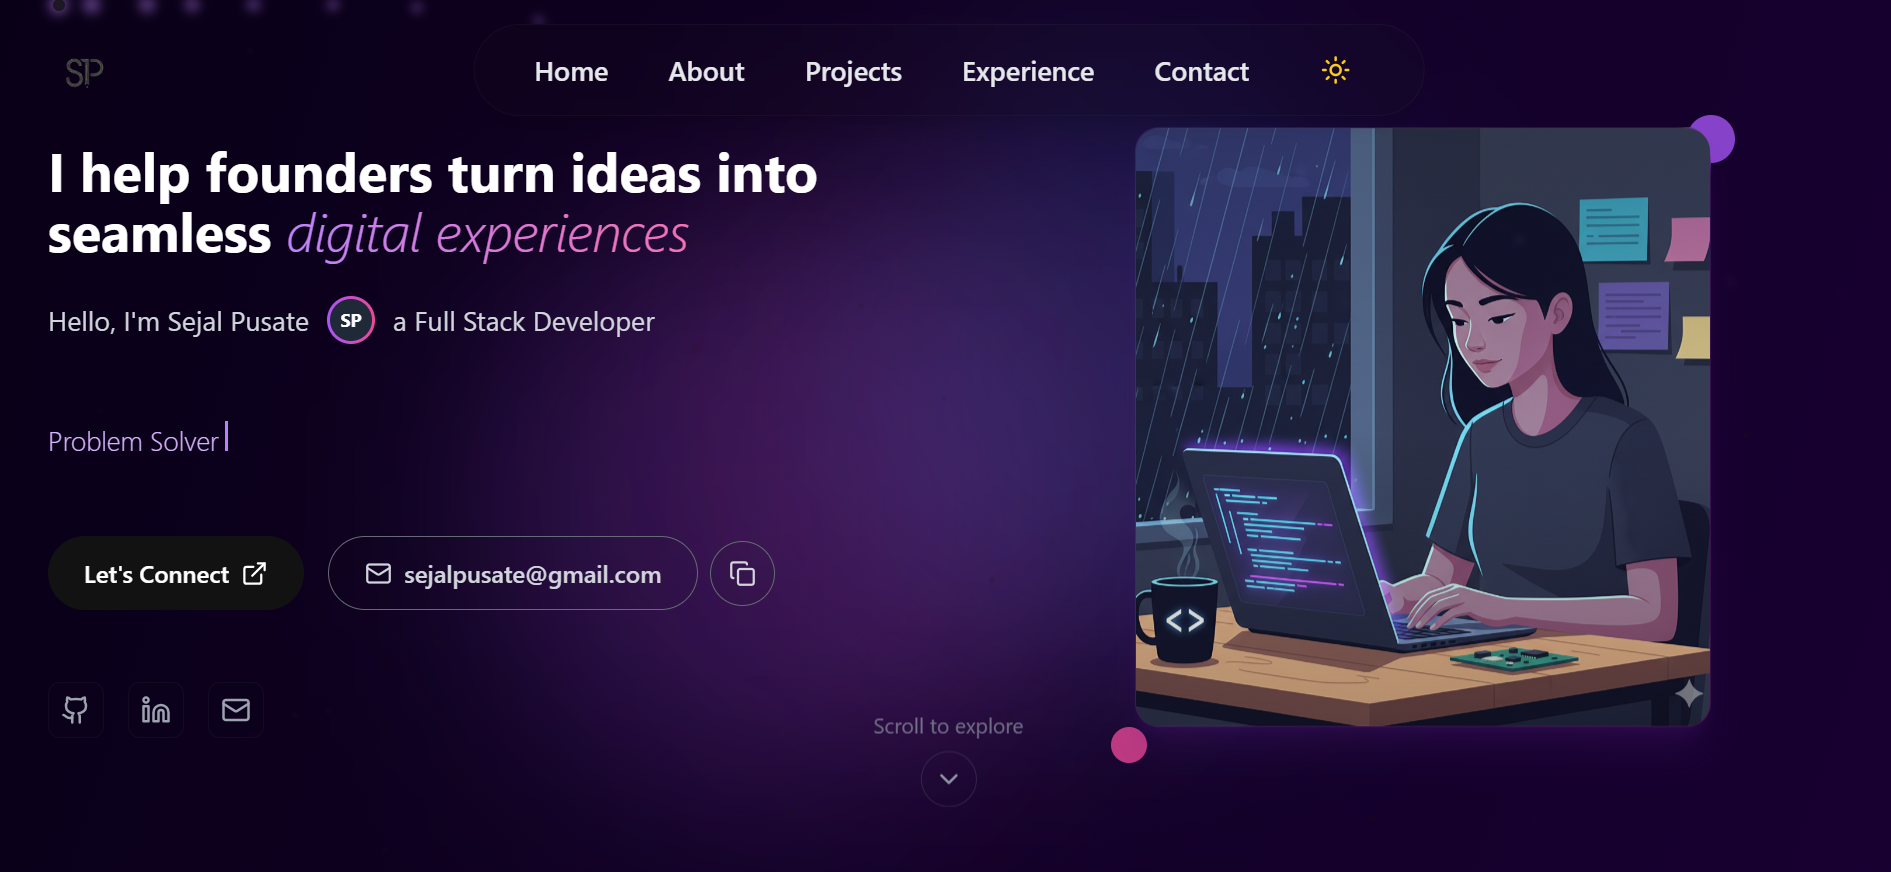 SP
Home About Projects Experience Contact
I help founders turn ideas into
seamless digital experiences
Hello, I'm Sejal Pusate SP a Full Stack Developer
Problem Solver
Let's Connect
sejalpusate@gmail.com
in
Scroll to explore
<>